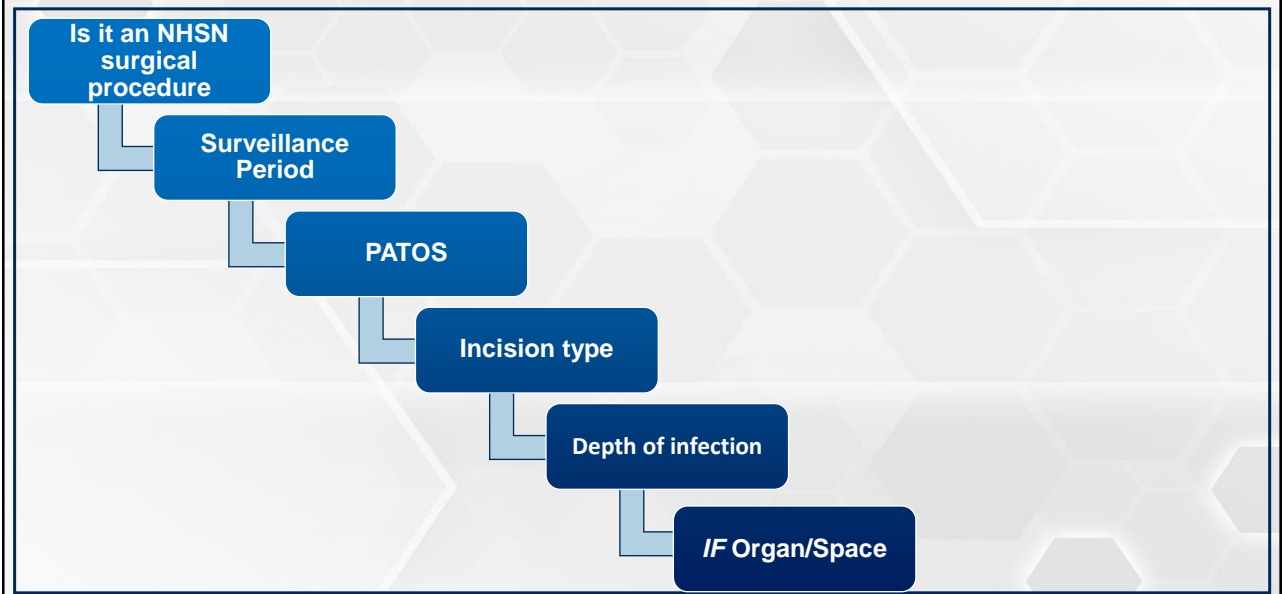 Is it an NHSN
surgical
procedure
Surveillance
Period
PATOS
Incision type
Depth of infection
IF Organ/Space